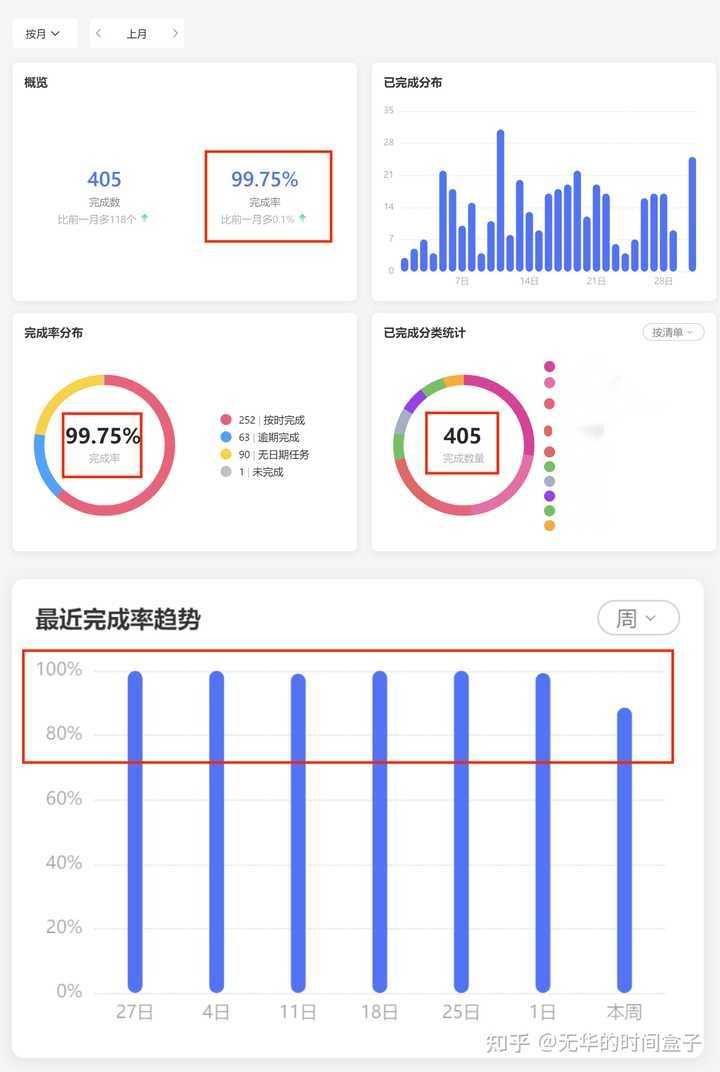 按月
上月
概览
405
完成数
比前一月多118个
99.75%
完成率
比前一月多0.1%
已完成分布
35
28
21
14
7
0
7日 14日 21日 28日
完成率分布
99.75%
完成率
252 | 按时完成
63 | 逾期完成
90 | 无日期任务
1 | 未完成
已完成分类统计
按清单
405
完成数量
最近完成率趋势
周
100%
80%
60%
40%
20%
0%
27日 4日 11日 18日 25日 1日 本周
知乎 @无华的时间盒子